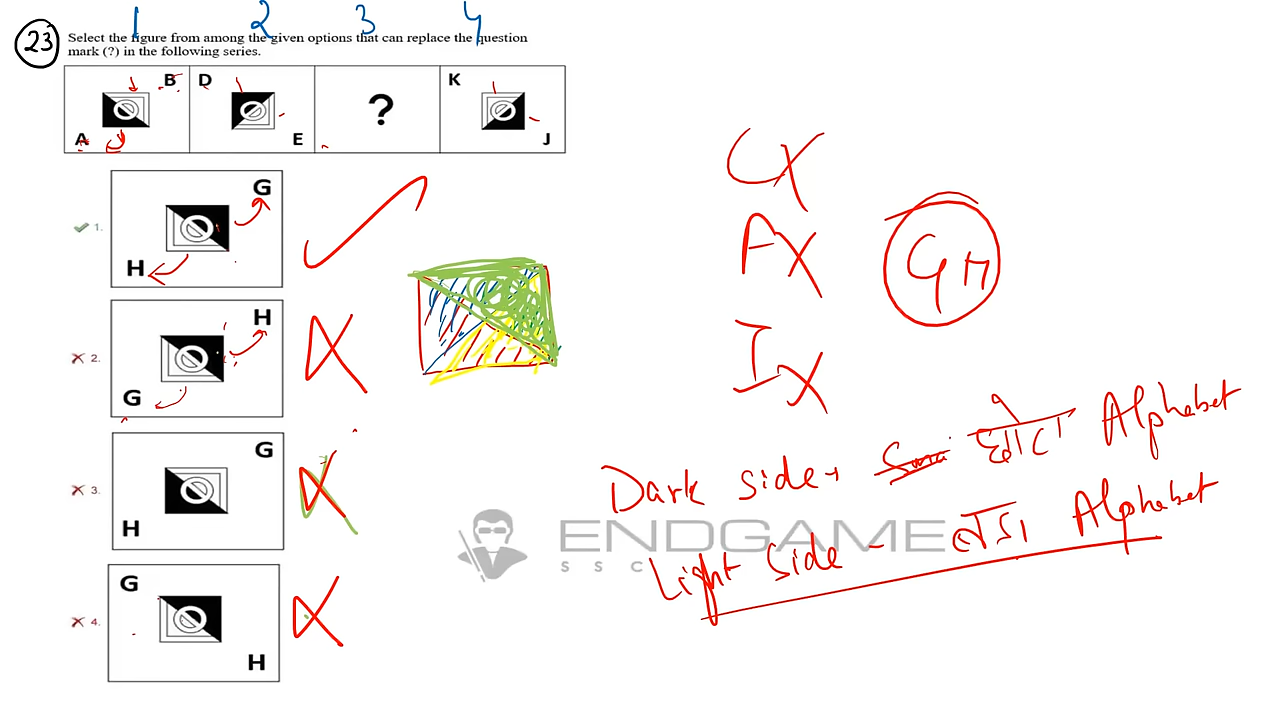 1 2 3 4
23 Select the figure from among the given options that can replace the question
mark (?) in the following series.
B D K
?
A E J
G
1.
H
H
2.
G
G
3.
H
G
4.
H
C X
A X
I X
G H
Dark side → छोटा Alphabet
Light Side - बड़ा Alphabet
ENDGAME
SSC